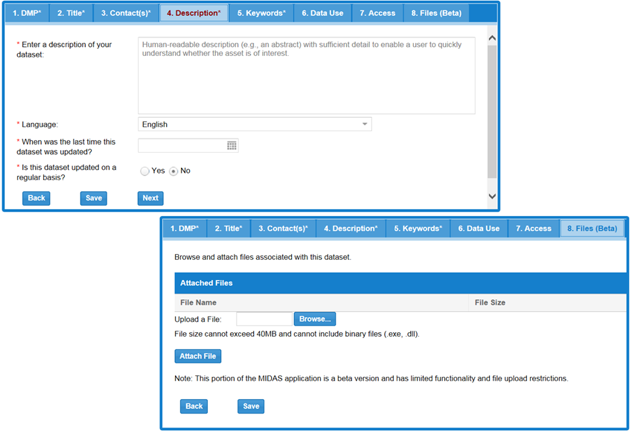 1. DMP* 2. Title* 3. Contact(s)* 4. Description* 5. Keywords* 6. Data Use 7. Access 8. Files (Beta)
* Enter a description of your dataset:
Human-readable description (e.g., an abstract) with sufficient detail to enable a user to quickly
understand whether the asset is of interest.
* Language:
English
* When was the last time this
dataset was updated?
* Is this dataset updated on a
regular basis?
Yes No
Back Save Next
1. DMP* 2. Title* 3. Contact(s)* 4. Description* 5. Keywords* 6. Data Use 7. Access 8. Files (Beta)
Browse and attach files associated with this dataset.
Attached Files
File Name File Size
Upload a File: Browse...
File size cannot exceed 40MB and cannot include binary files (.exe, .dll).
Attach File
Note: This portion of the MIDAS application is a beta version and has limited functionality and file upload restrictions.
Back Save